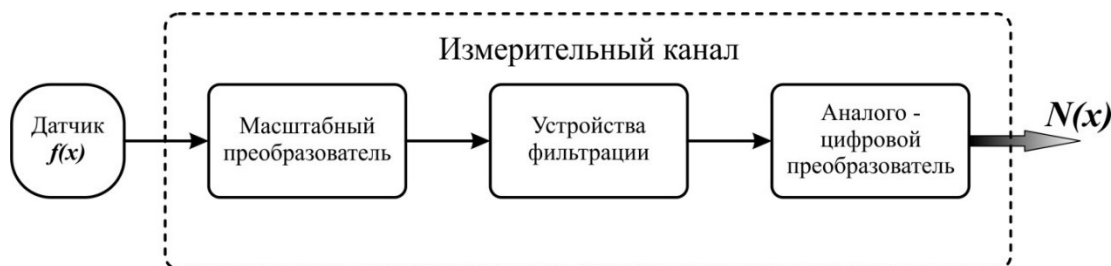 Измерительный канал
Датчик
f(x)
Масштабный
преобразователь
Устройства
фильтрации
Аналого -
цифровой
преобразователь
N(x)